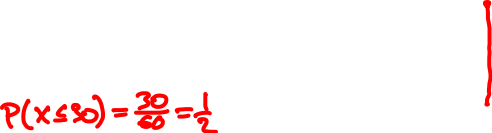 P(X≤30) = 30/60 = 1/2